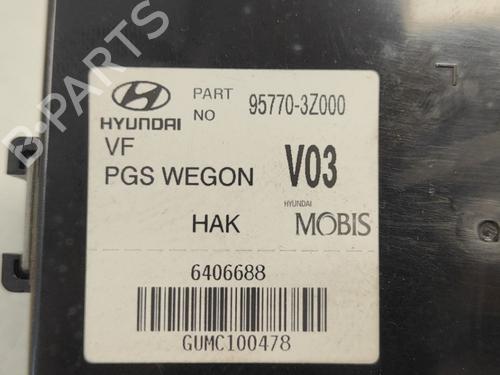 HYUNDAI
PART NO 95770-3Z000
VF
PGS WEGON V03
HAK HYUNDAI MOBIS
6406688
GUMC100478
B-Parts